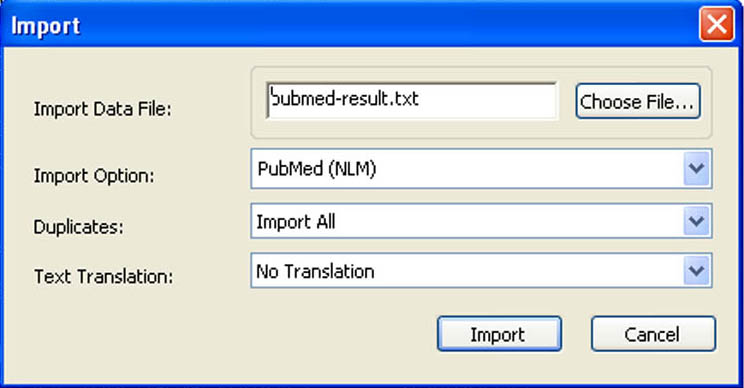 Import
Import Data File:
pubmed-result.txt
Choose File...
Import Option:
PubMed (NLM)
Duplicates:
Import All
Text Translation:
No Translation
Import
Cancel